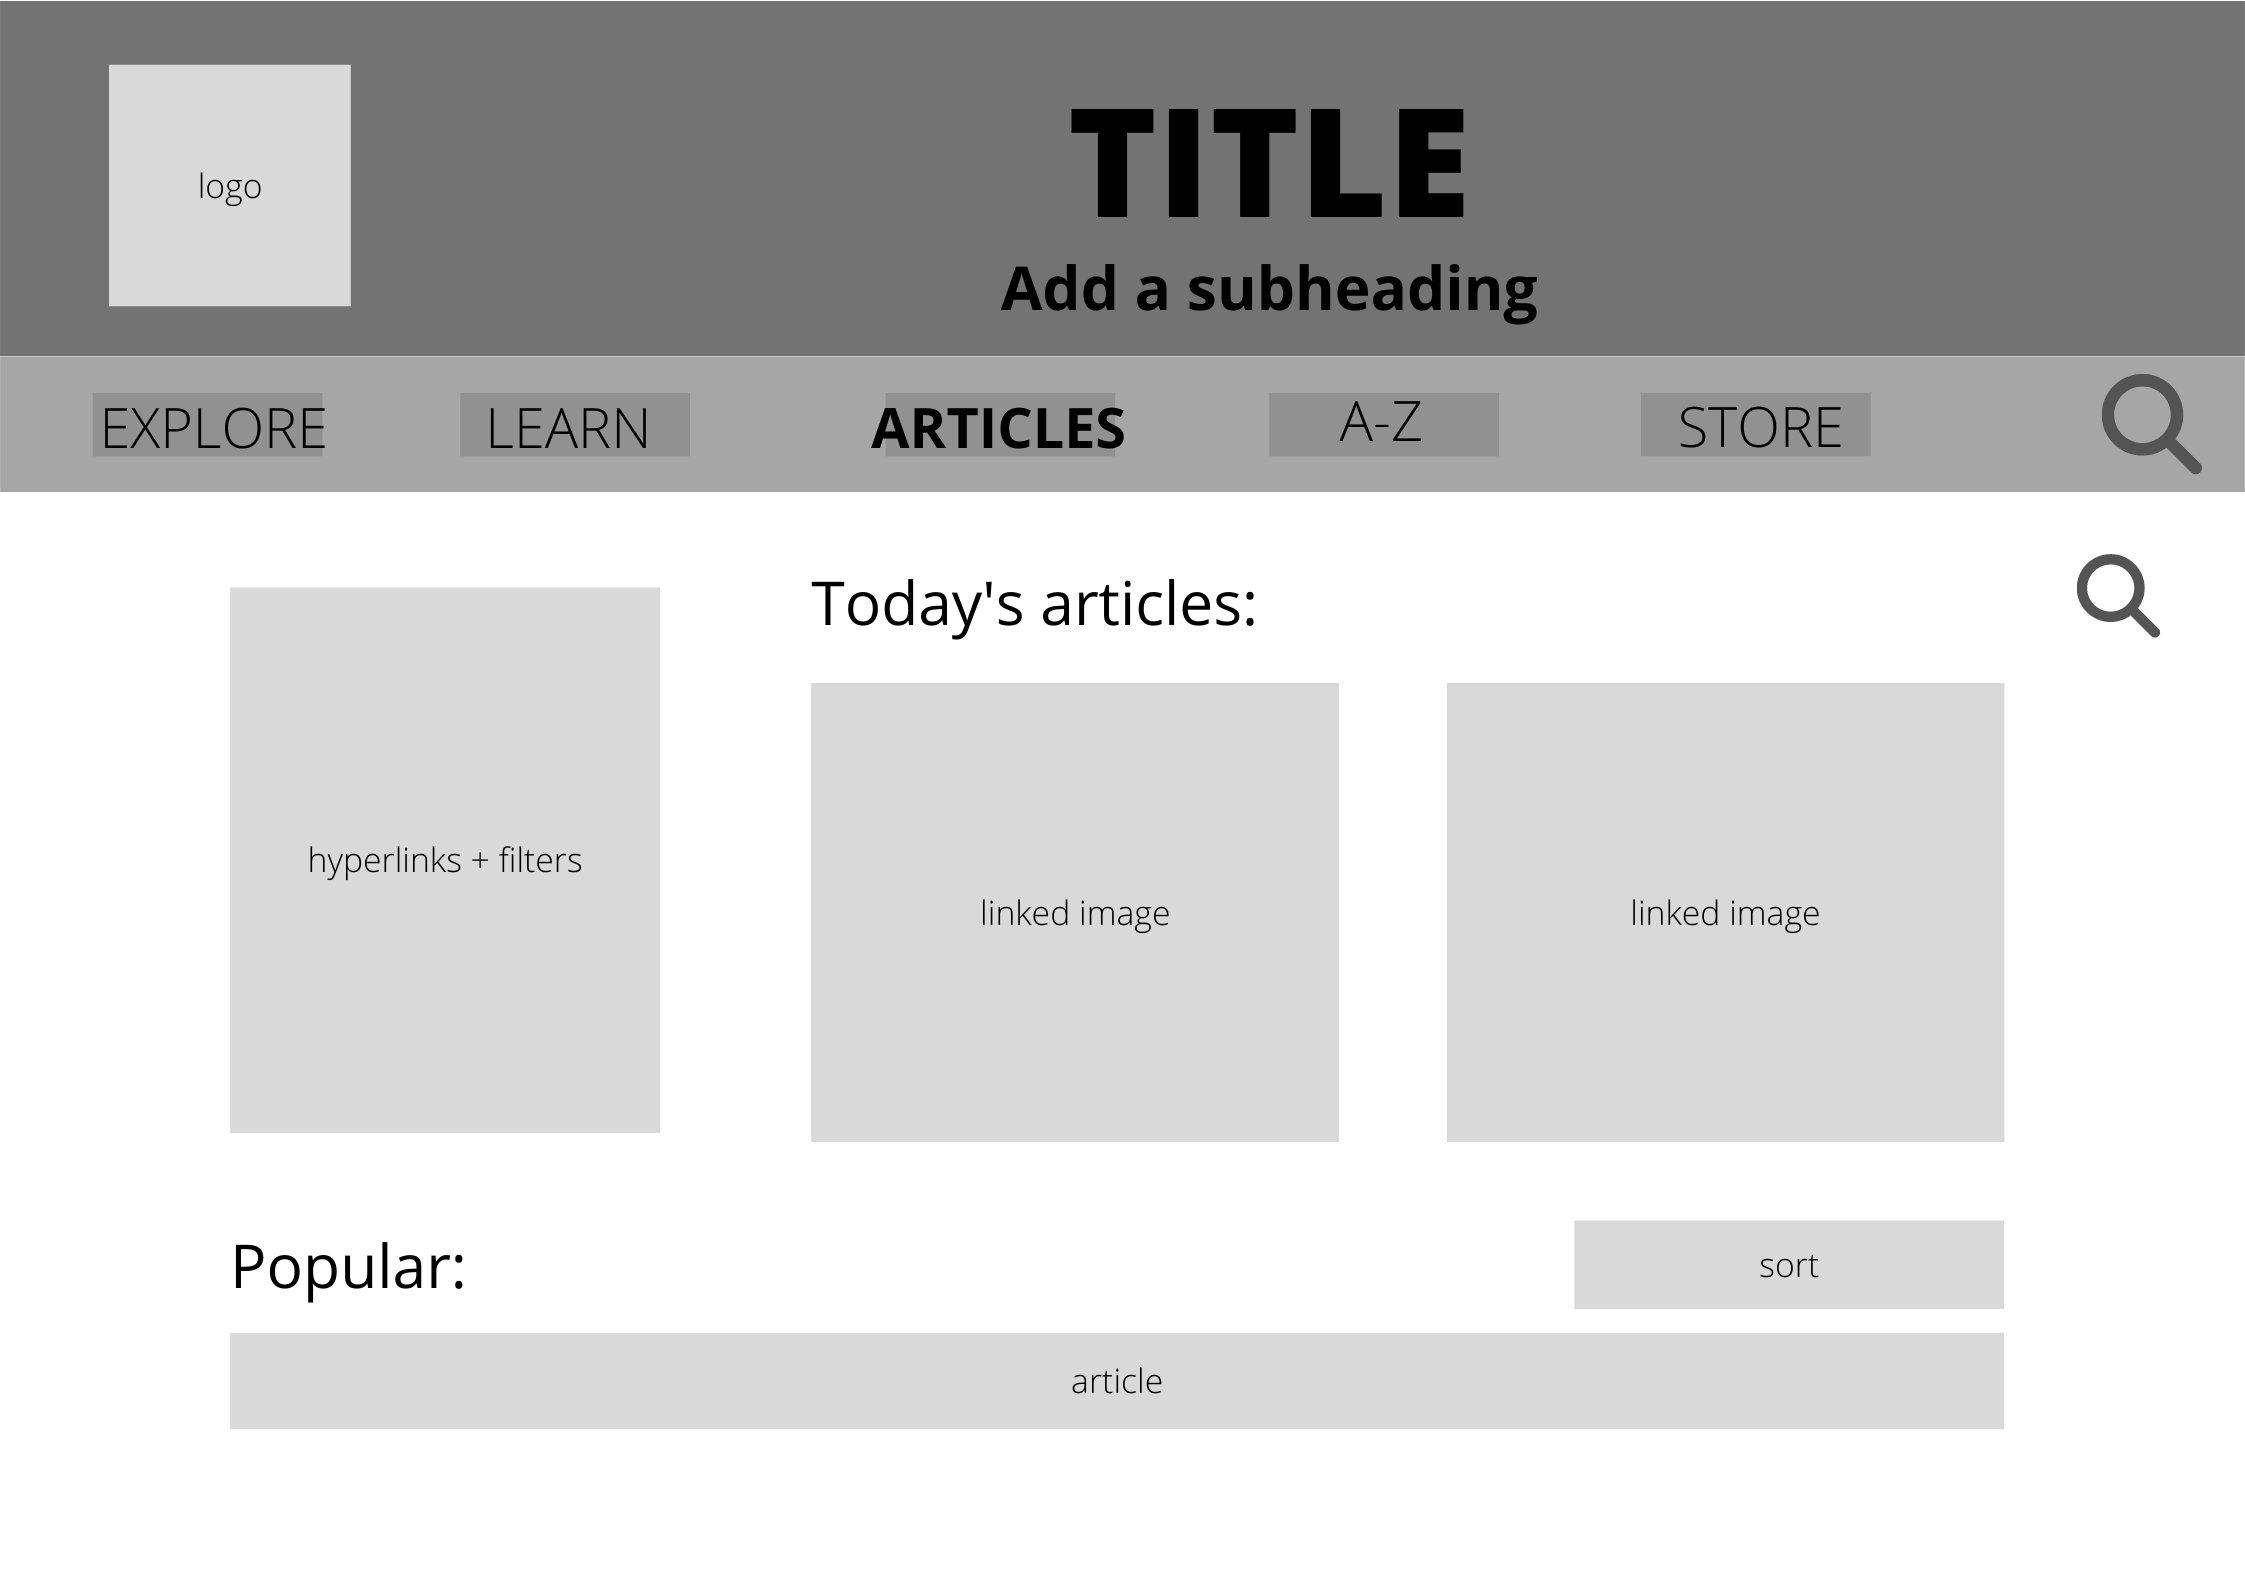 logo
TITLE
Add a subheading
EXPLORE
LEARN
ARTICLES
A-Z
STORE
Today's articles:
hyperlinks + filters
linked image
linked image
Popular:
sort
article